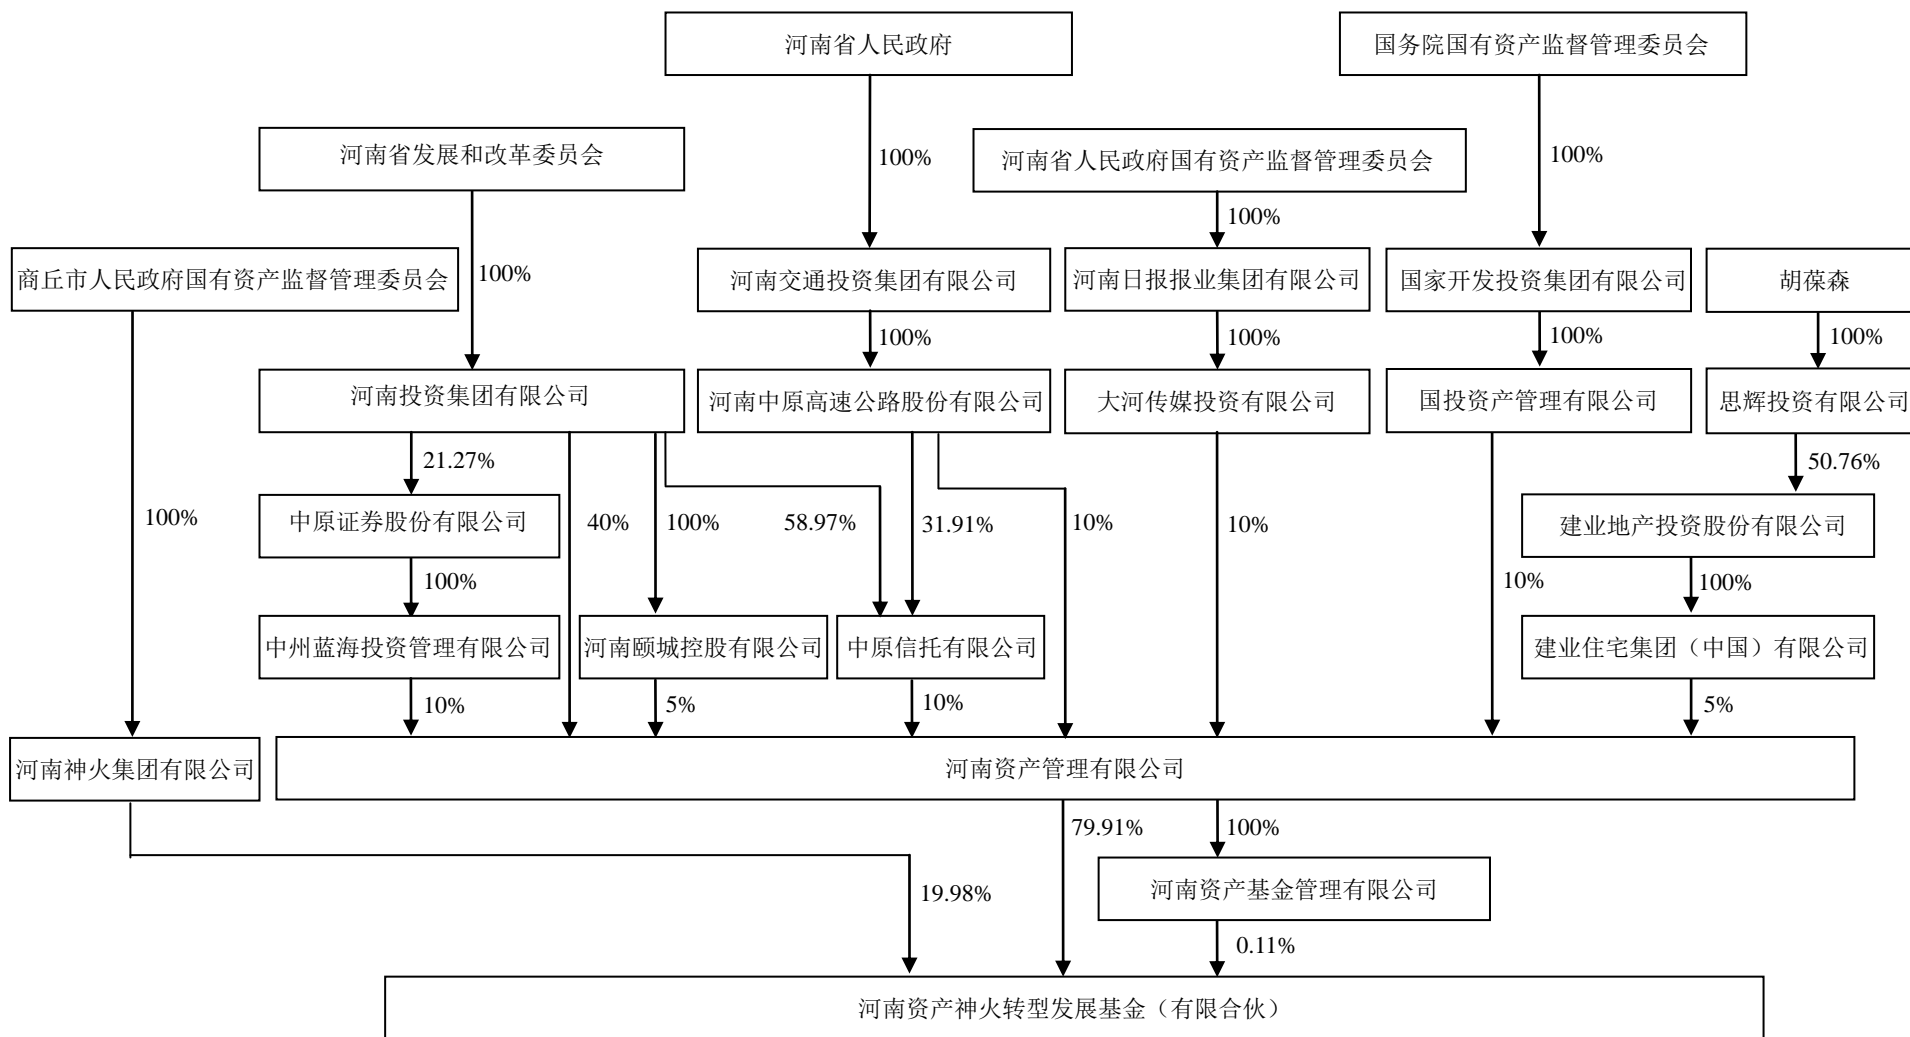 河南省人民政府
国务院国有资产监督管理委员会
河南省发展和改革委员会
100%
河南省人民政府国有资产监督管理委员会
100%
100%
商丘市人民政府国有资产监督管理委员会
100%
河南交通投资集团有限公司
河南日报报业集团有限公司
国家开发投资集团有限公司
胡葆森
100%
100%
100%
100%
河南投资集团有限公司
河南中原高速公路股份有限公司
大河传媒投资有限公司
国投资产管理有限公司
思辉投资有限公司
21.27%
50.76%
100%
中原证券股份有限公司
40%
100%
58.97%
31.91%
10%
10%
建业地产投资股份有限公司
100%
10%
100%
中州蓝海投资管理有限公司
河南颐城控股有限公司
中原信托有限公司
建业住宅集团（中国）有限公司
10%
5%
10%
5%
河南神火集团有限公司
河南资产管理有限公司
79.91%
100%
19.98%
河南资产基金管理有限公司
0.11%
河南资产神火转型发展基金（有限合伙）